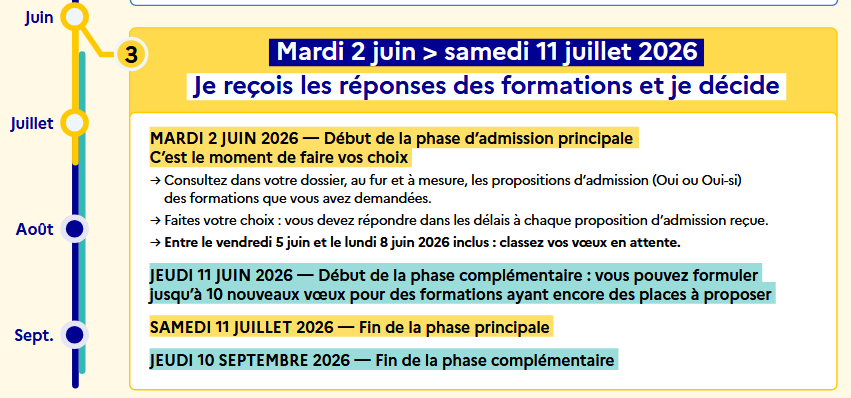 Juin
3
Mardi 2 juin > samedi 11 juillet 2026
Je reçois les réponses des formations et je décide
Juillet
MARDI 2 JUIN 2026 — Début de la phase d’admission principale
C’est le moment de faire vos choix
→ Consultez dans votre dossier, au fur et à mesure, les propositions d’admission (Oui ou Oui-si)
des formations que vous avez demandées.
→ Faites votre choix : vous devez répondre dans les délais à chaque proposition d’admission reçue.
Août
→ Entre le vendredi 5 juin et le lundi 8 juin 2026 inclus : classez vos vœux en attente.
JEUDI 11 JUIN 2026 — Début de la phase complémentaire : vous pouvez formuler
jusqu’à 10 nouveaux vœux pour des formations ayant encore des places à proposer
Sept.
SAMEDI 11 JUILLET 2026 — Fin de la phase principale
JEUDI 10 SEPTEMBRE 2026 — Fin de la phase complémentaire